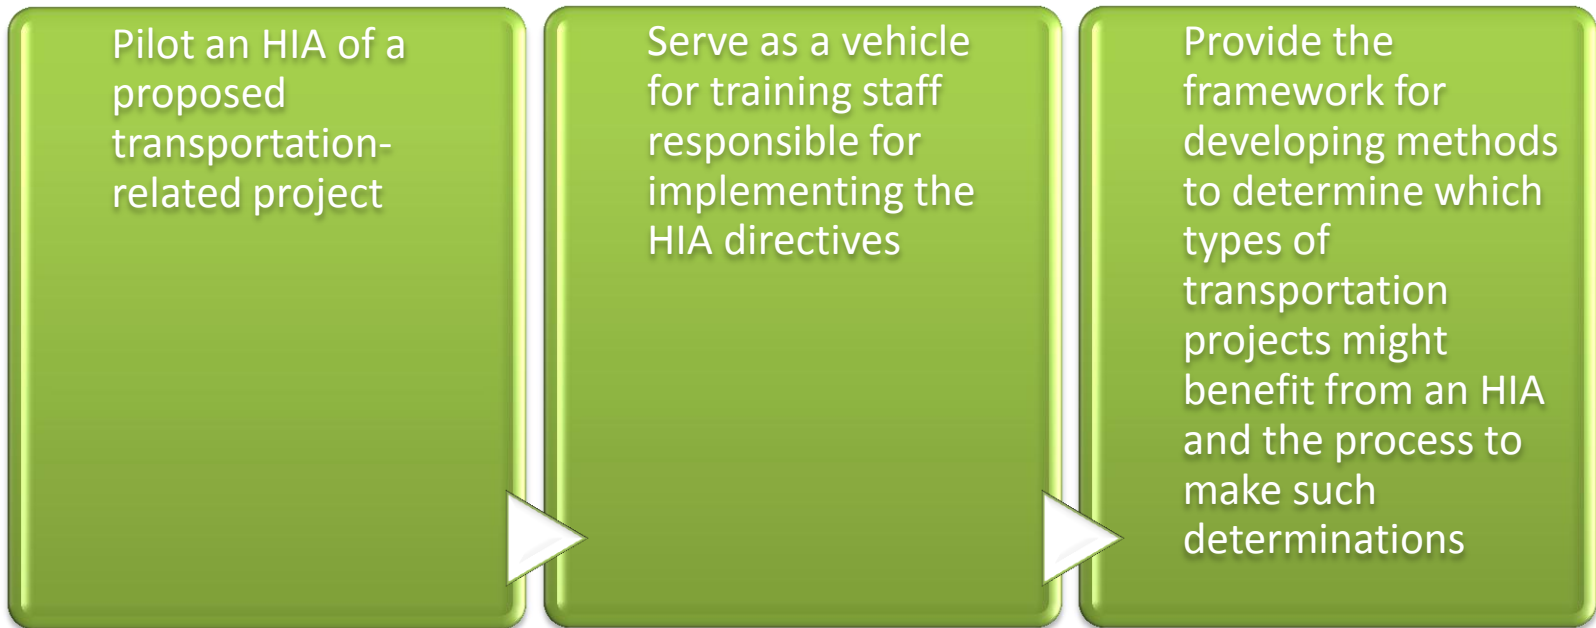 Pilot an HIA of a
proposed
transportation-
related project
Serve as a vehicle
for training staff
responsible for
implementing the
HIA directives
Provide the
framework for
developing methods
to determine which
types of
transportation
projects might
benefit from an HIA
and the process to
make such
determinations